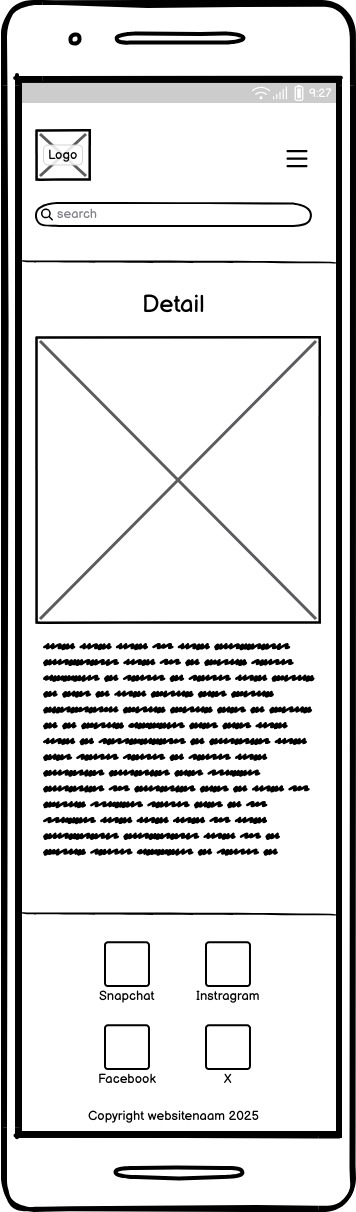 9:27
Logo
search
Detail
Snapchat
Instragram
Facebook
X
Copyright websitenaam 2025